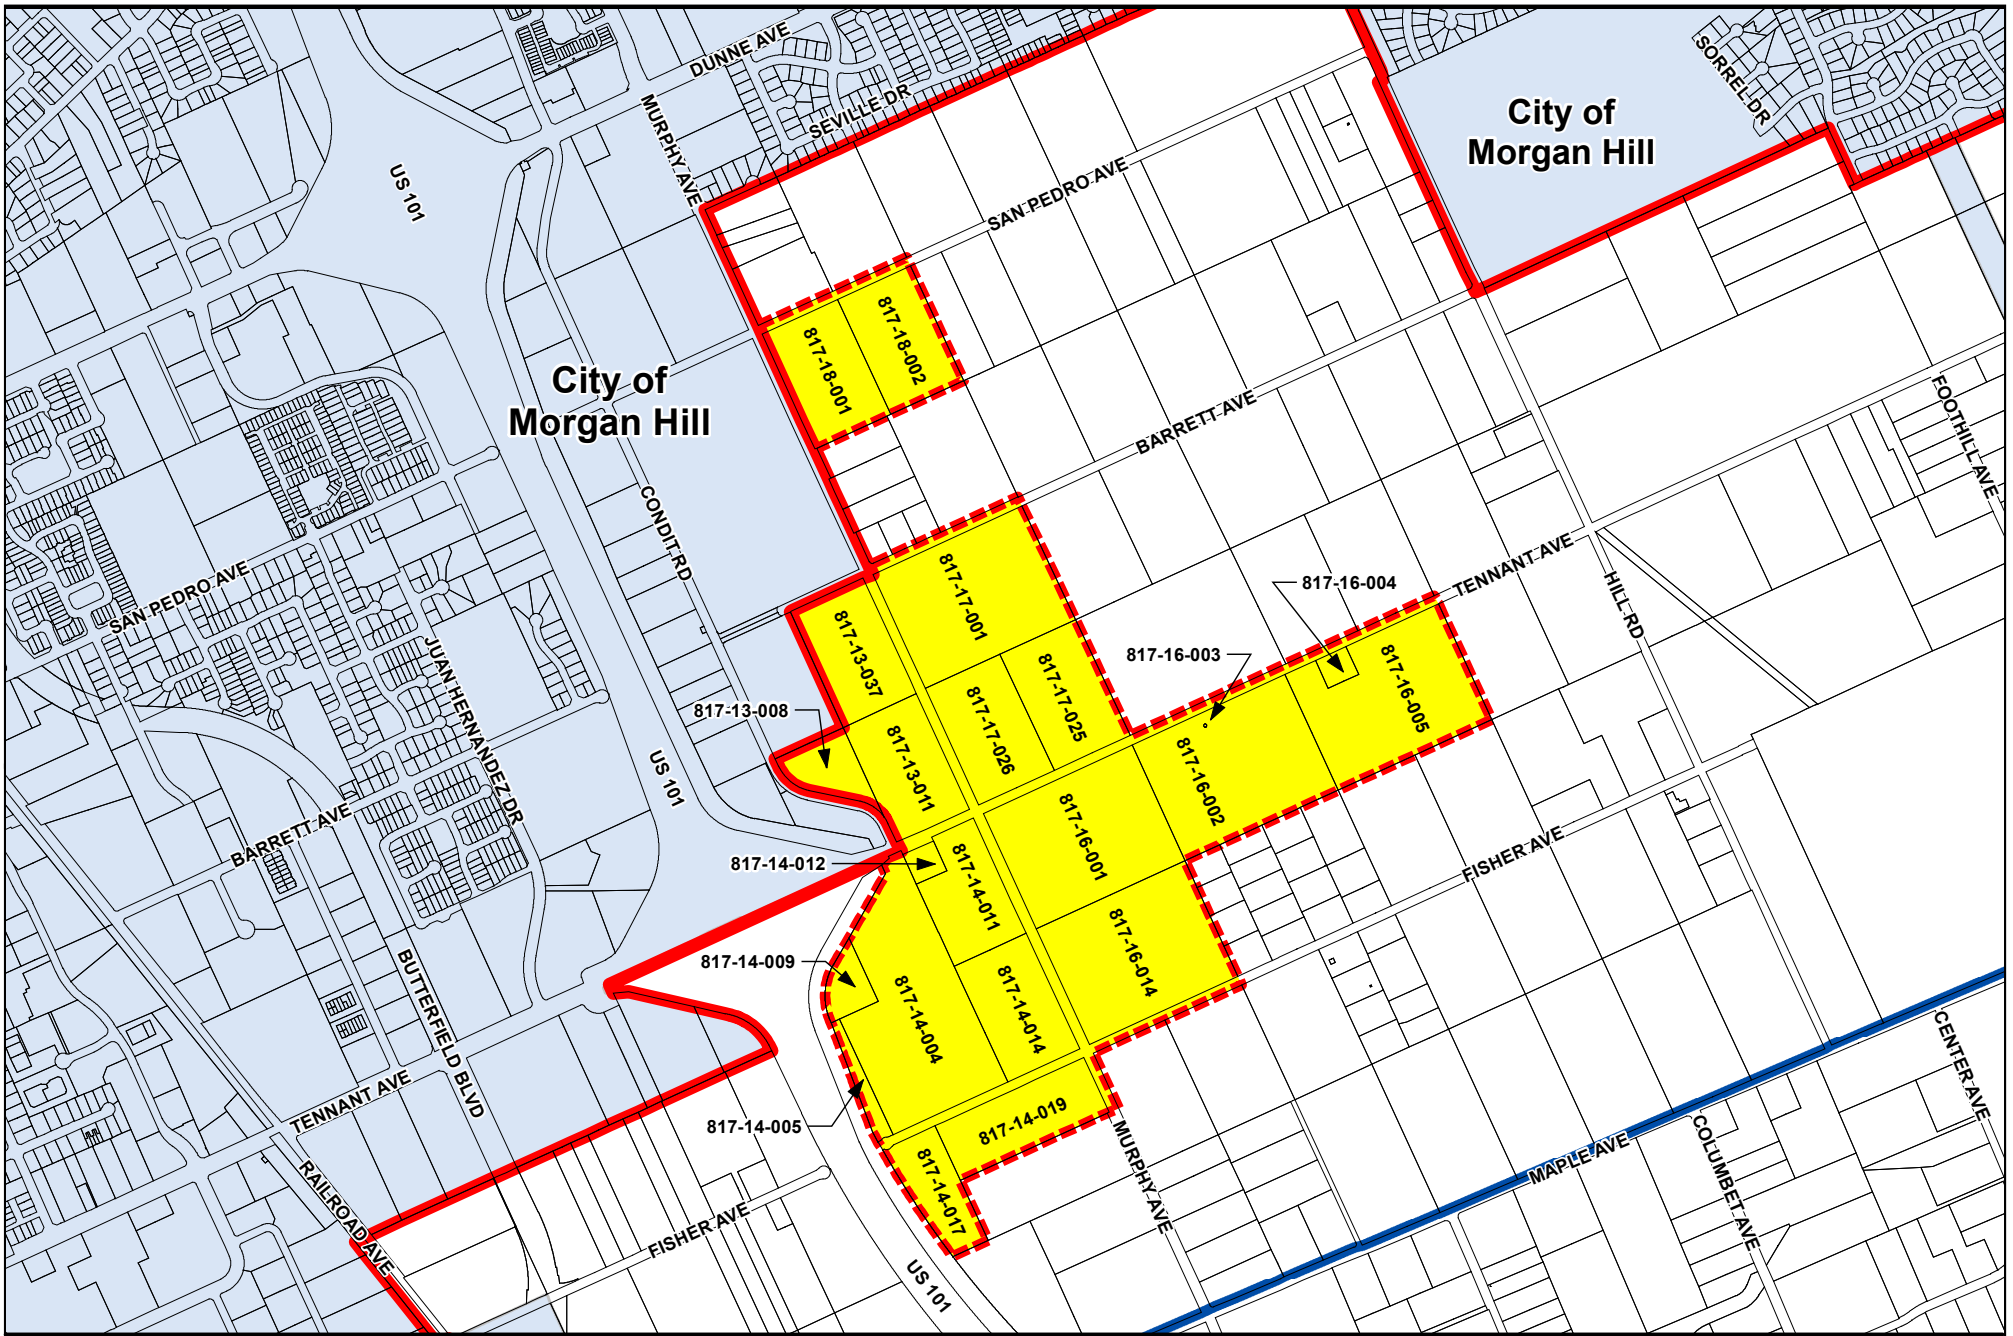 DUNNE AVE
SORREL DR
SEVILLE DR
MURPHY AVE
City of
Morgan Hill
US 101
SAN PEDRO AVE
817-18-002
817-18-001
City of
Morgan Hill
FOOTHILL AVE
BARRETT AVE
CONDIT RD
TENNANT AVE
HILL RD
817-17-001
817-16-004
SAN PEDRO AVE
817-13-037
817-16-003
817-17-025
817-16-005
JUAN HERNANDEZ DR
817-13-008
817-17-026
817-13-011
817-16-002
US 101
BARRETT AVE
817-16-001
FISHER AVE
817-14-012
817-14-011
817-16-014
817-14-009
817-14-004
817-14-014
BUTTERFIELD BLVD
CENTER AVE
TENNANT AVE
817-14-005
817-14-019
817-14-017
MURPHY AVE
MAPLE AVE
COLUMBET AVE
RAILROAD AVE
FISHER AVE
US 101